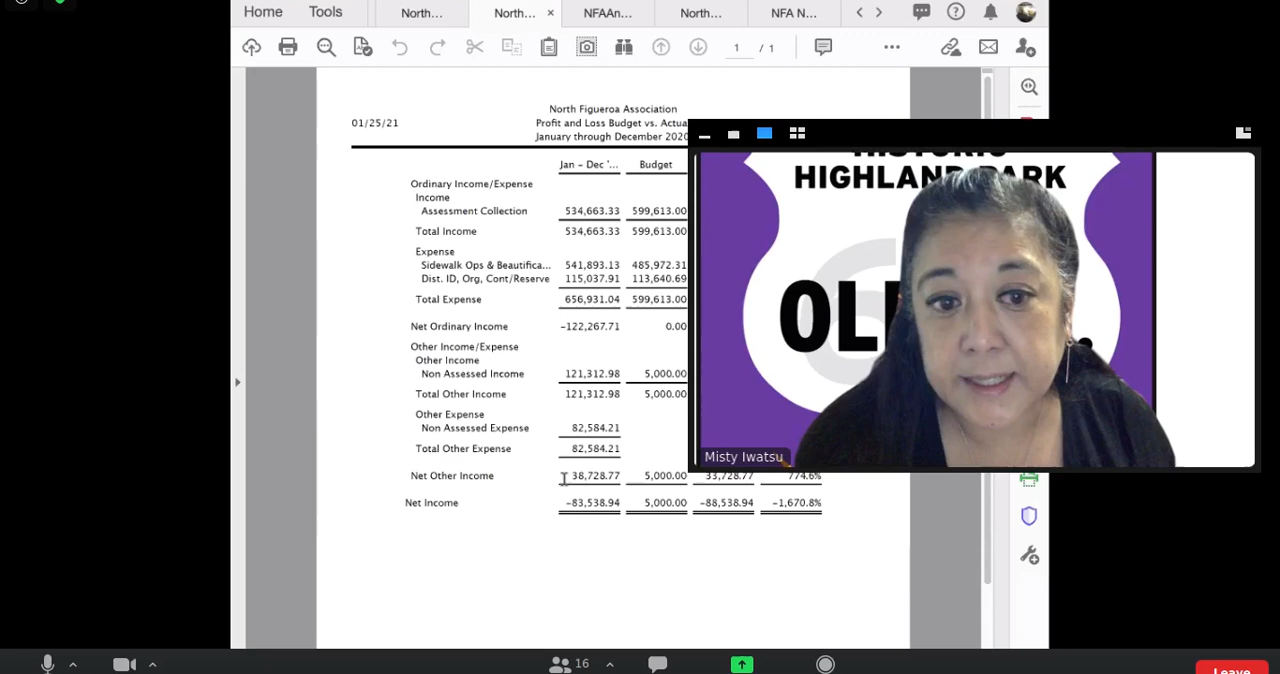 Home Tools North... North... × NFAAn... North... NFA N...
1 / 1
North Figueroa Association
01/25/21 Profit and Loss Budget vs. Actua
January through December 2020
Jan – Dec '... Budget
Ordinary Income/Expense
Income
Assessment Collection 534,663.33 599,613.00
Total Income 534,663.33 599,613.00
Expense
Sidewalk Ops & Beautifica... 541,893.13 485,972.31
Dist. ID, Org, Cont/Reserve 115,037.91 113,640.69
Total Expense 656,931.04 599,613.00
Net Ordinary Income –122,267.71 0.00
Other Income/Expense
Other Income
Non Assessed Income 121,312.98 5,000.00
Total Other Income 121,312.98 5,000.00
Other Expense
Non Assessed Expense 82,584.21
Total Other Expense 82,584.21
Net Other Income 38,728.77 5,000.00 33,728.77 774.6%
Net Income –83,538.94 5,000.00 –88,538.94 –1,670.8%
HISTORIC
HIGHLAND PARK
6
OL
Misty Iwatsu
16
Leave